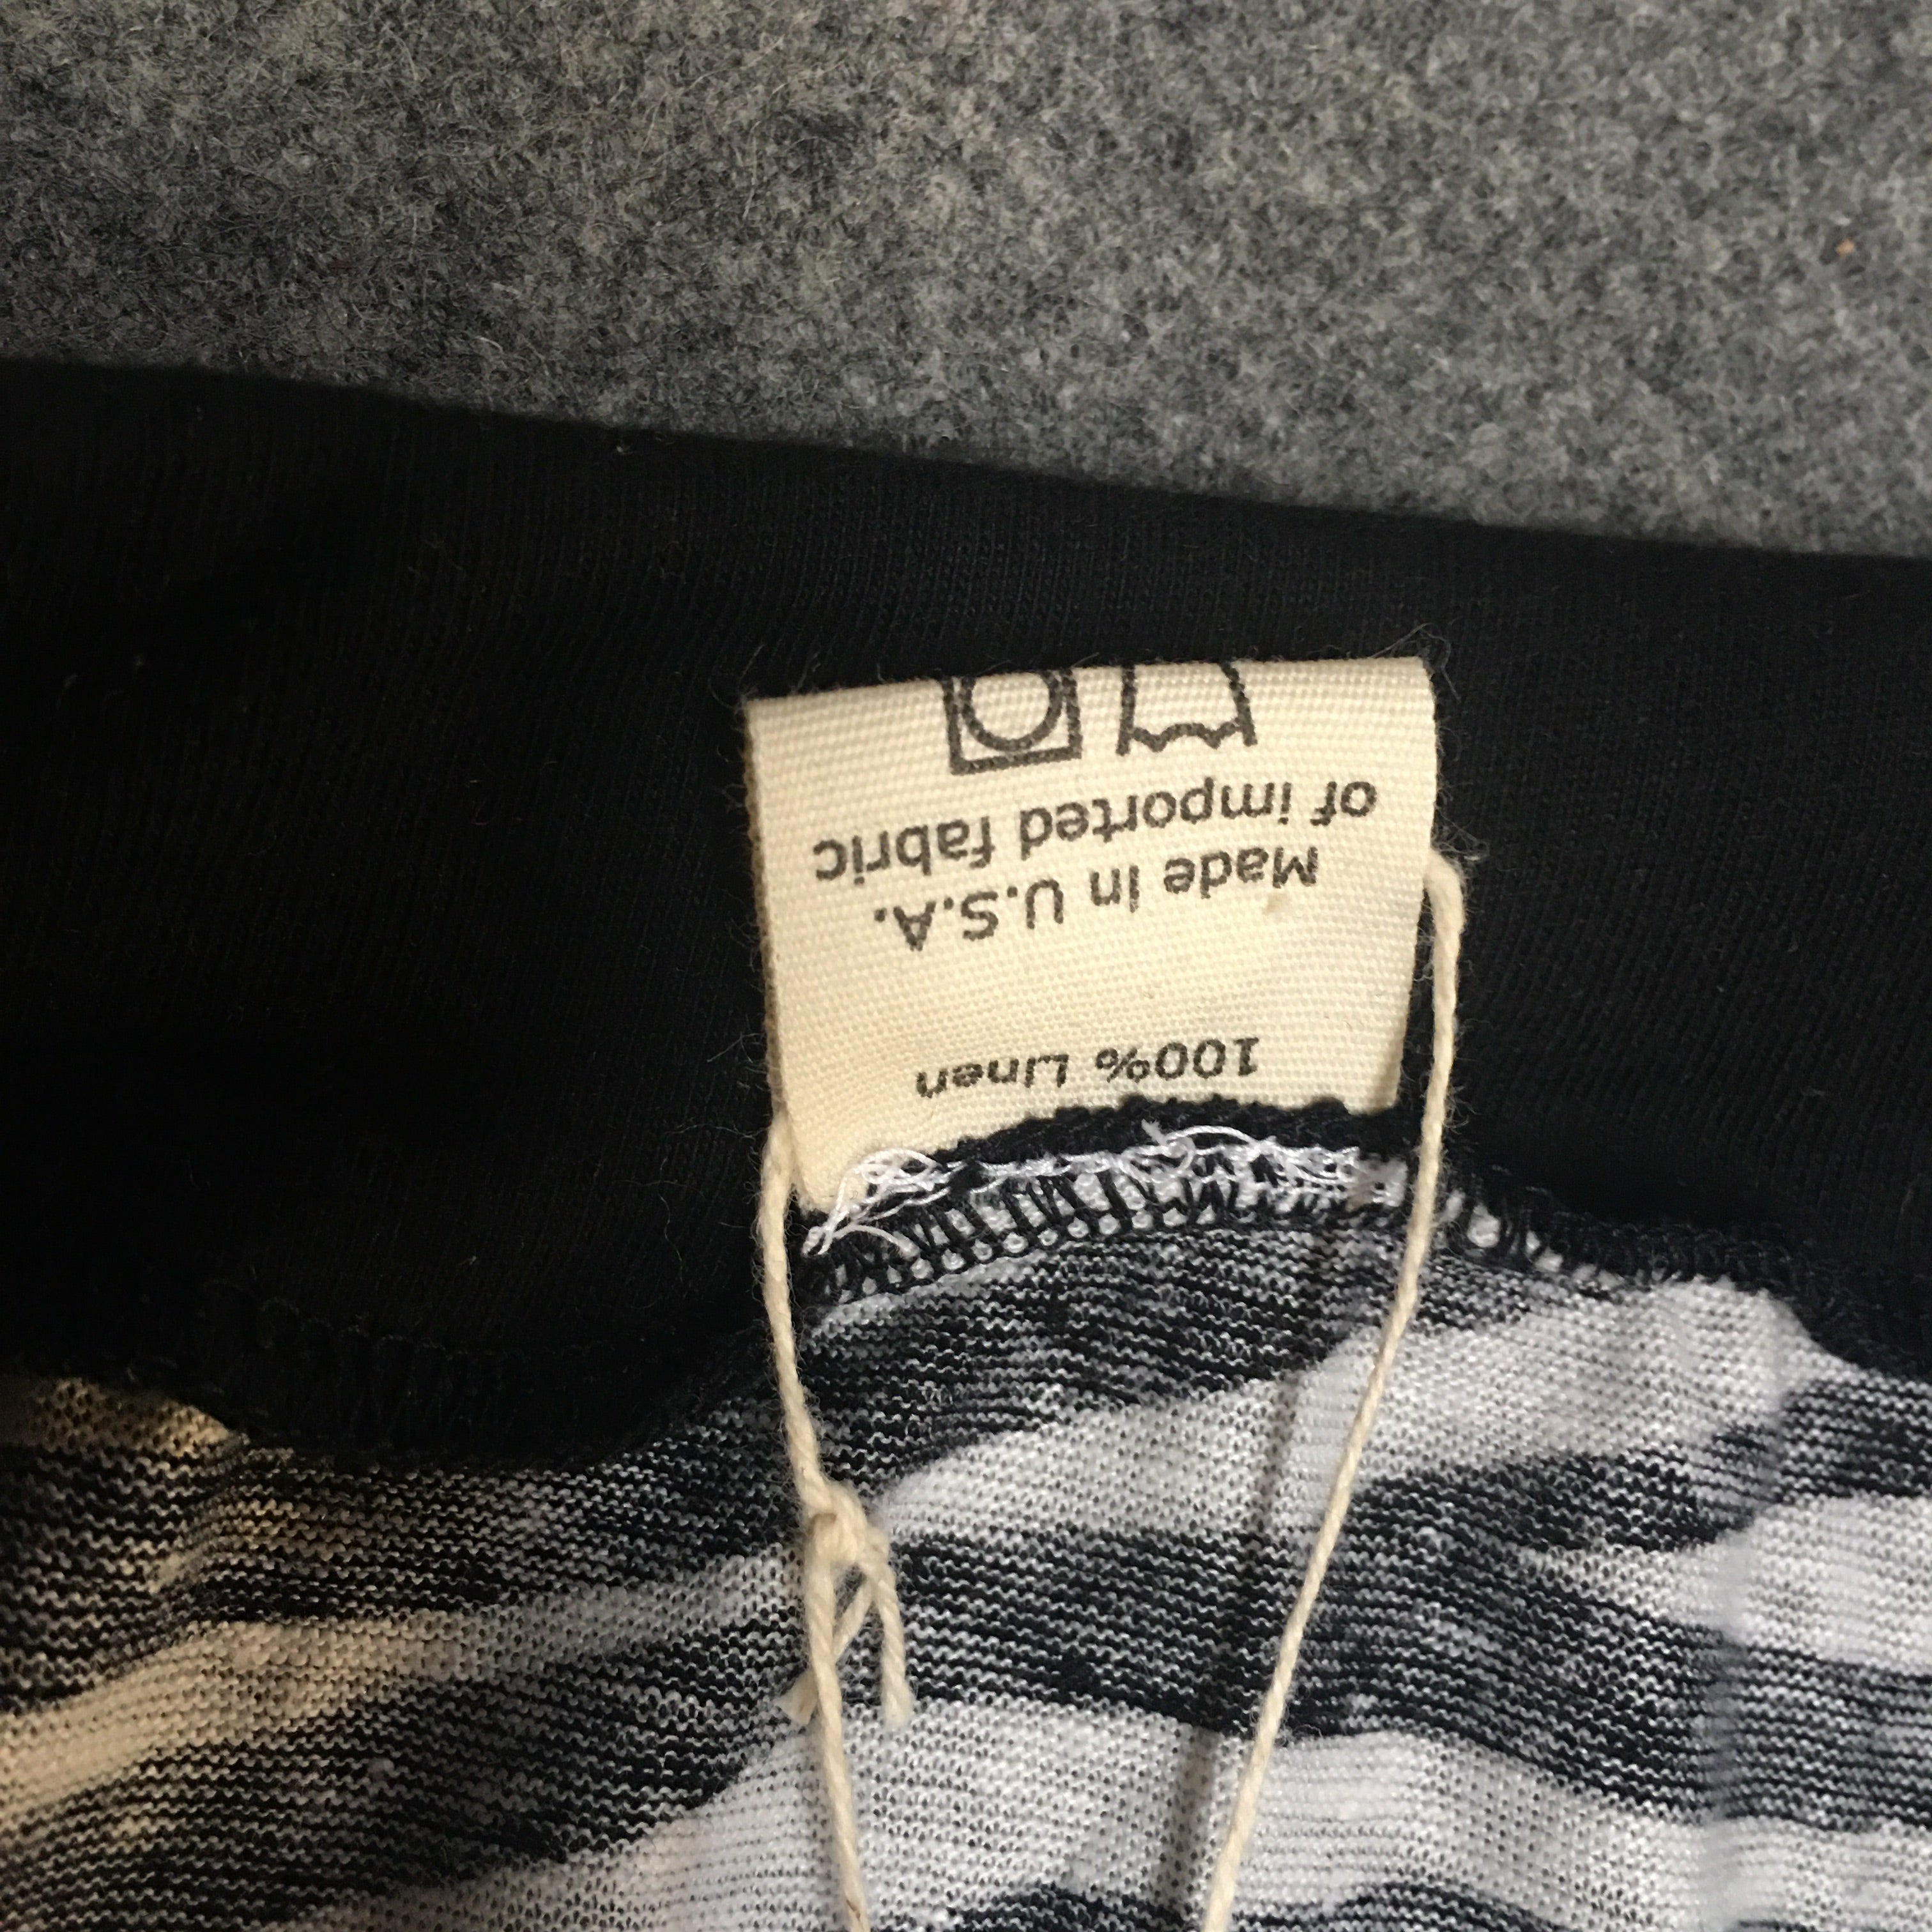 100% Linen
Made in U.S.A.
of imported fabric